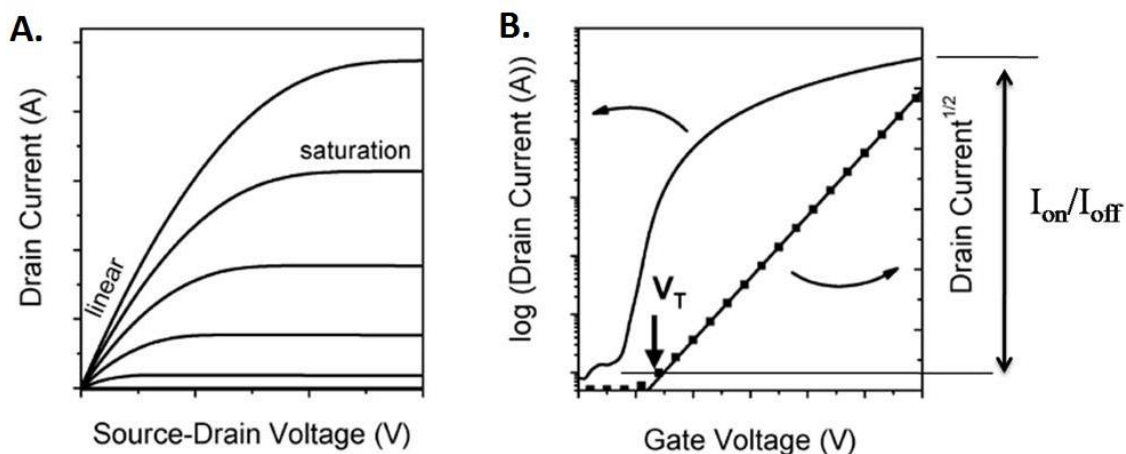 A.
Drain Current (A)
linear
saturation
Source-Drain Voltage (V)
B.
log (Drain Current (A))
V_T
Gate Voltage (V)
Drain Current^1/2
I_on/I_off